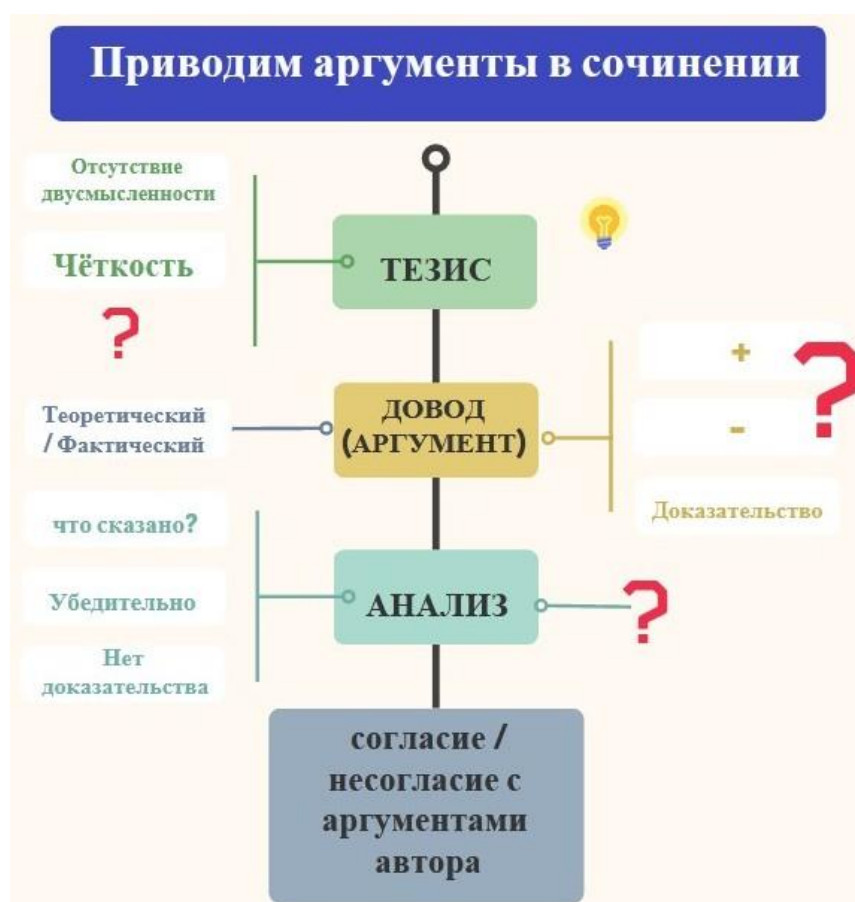 Приводим аргументы в сочинении
Отсутствие
двусмысленности
Чёткость
?
ТЕЗИС
Теоретический
/ Фактический
ДОВОД
(АРГУМЕНТ)
+
-
?
Доказательство
что сказано?
Убедительно
Нет
доказательства
АНАЛИЗ
?
согласие /
несогласие с
аргументами
автора